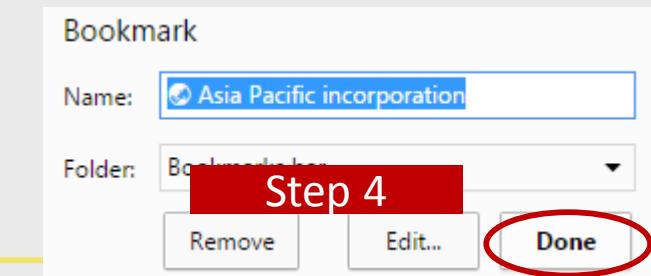 Bookmark
Name: Asia Pacific incorporation
Folder:
Step 4
Remove Edit... Done